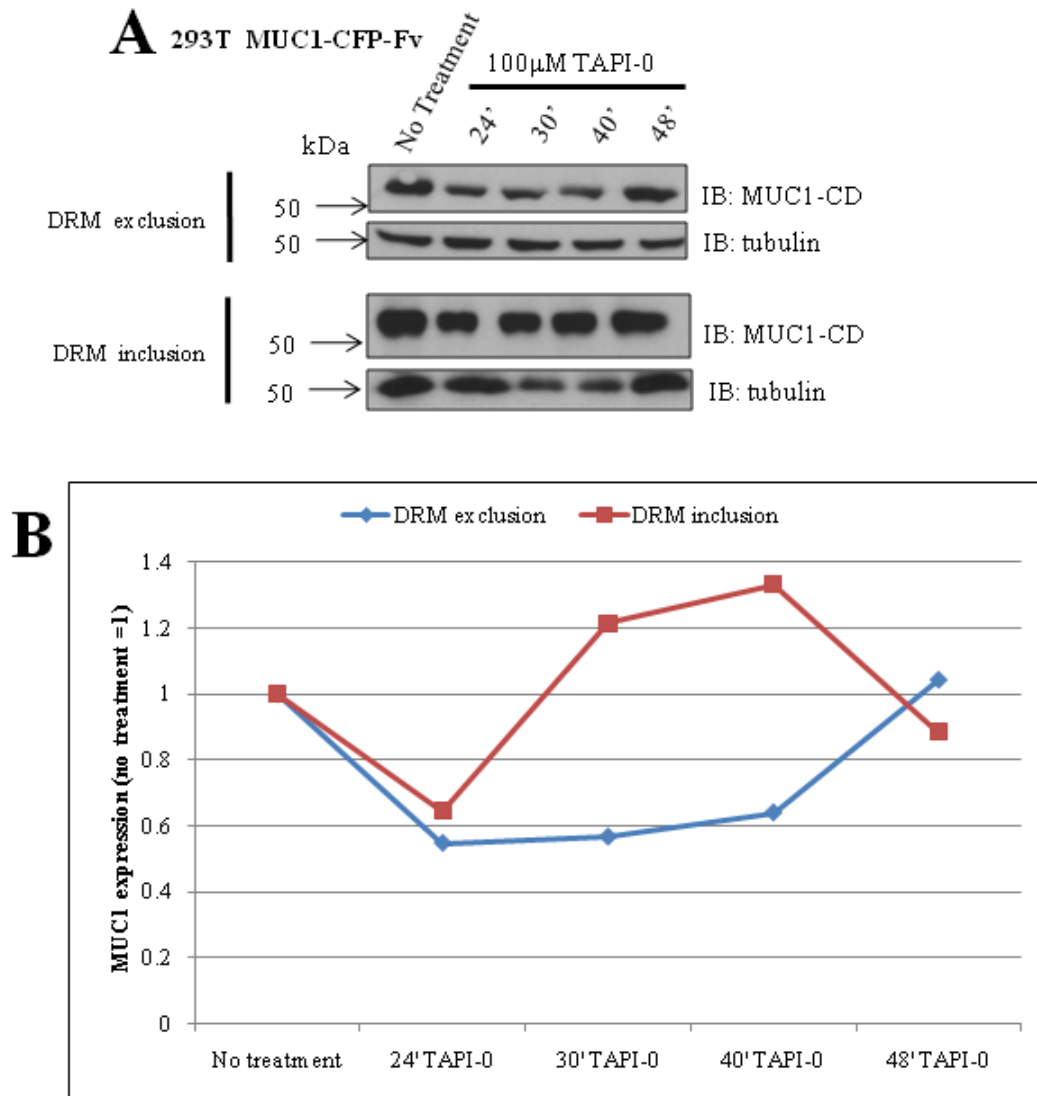 A 293T MUC1-CFP-Fv
No Treatment
100µM TAPI-0
24'
30'
40'
48'
kDa
DRM exclusion
50
IB: MUC1-CD
50
IB: tubulin
DRM inclusion
50
IB: MUC1-CD
50
IB: tubulin
B
DRM exclusion
DRM inclusion
MUC1 expression (no treatment =1)
1.4
1.2
1
0.8
0.6
0.4
0.2
0
No treatment
24' TAPI-0
30' TAPI-0
40' TAPI-0
48' TAPI-0